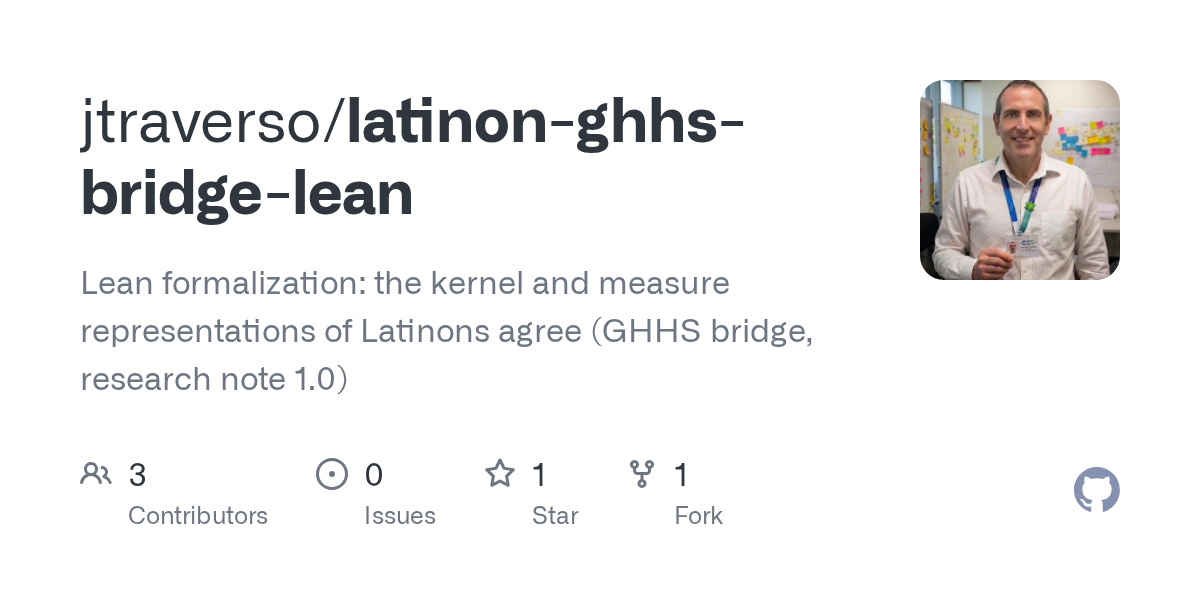 jtraverso/latinon-ghhs-
bridge-lean
Lean formalization: the kernel and measure
representations of Latinons agree (GHHS bridge,
research note 1.0)
3
Contributors
0
Issues
1
Star
1
Fork